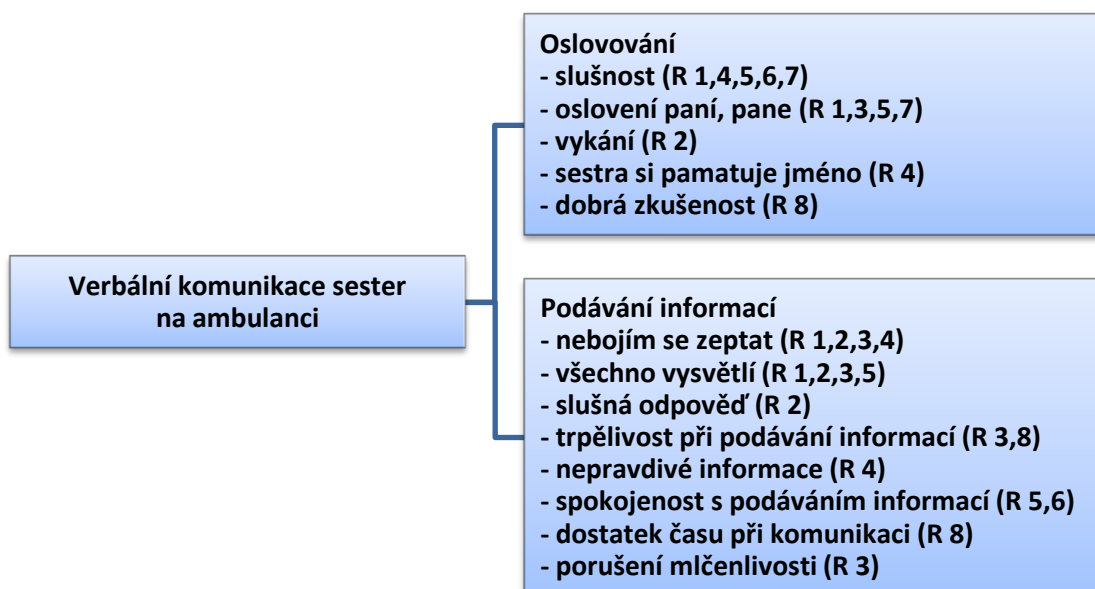 Oslovování
- slušnost (R 1,4,5,6,7)
- oslovení paní, pane (R 1,3,5,7)
- vykání (R 2)
- sestra si pamatuje jméno (R 4)
- dobrá zkušenost (R 8)
Verbální komunikace sester
na ambulanci
Podávání informací
- nebojím se zeptat (R 1,2,3,4)
- všechno vysvětlí (R 1,2,3,5)
- slušná odpověď (R 2)
- trpělivost při podávání informací (R 3,8)
- nepravdivé informace (R 4)
- spokojenost s podáváním informací (R 5,6)
- dostatek času při komunikaci (R 8)
- porušení mlčenlivosti (R 3)